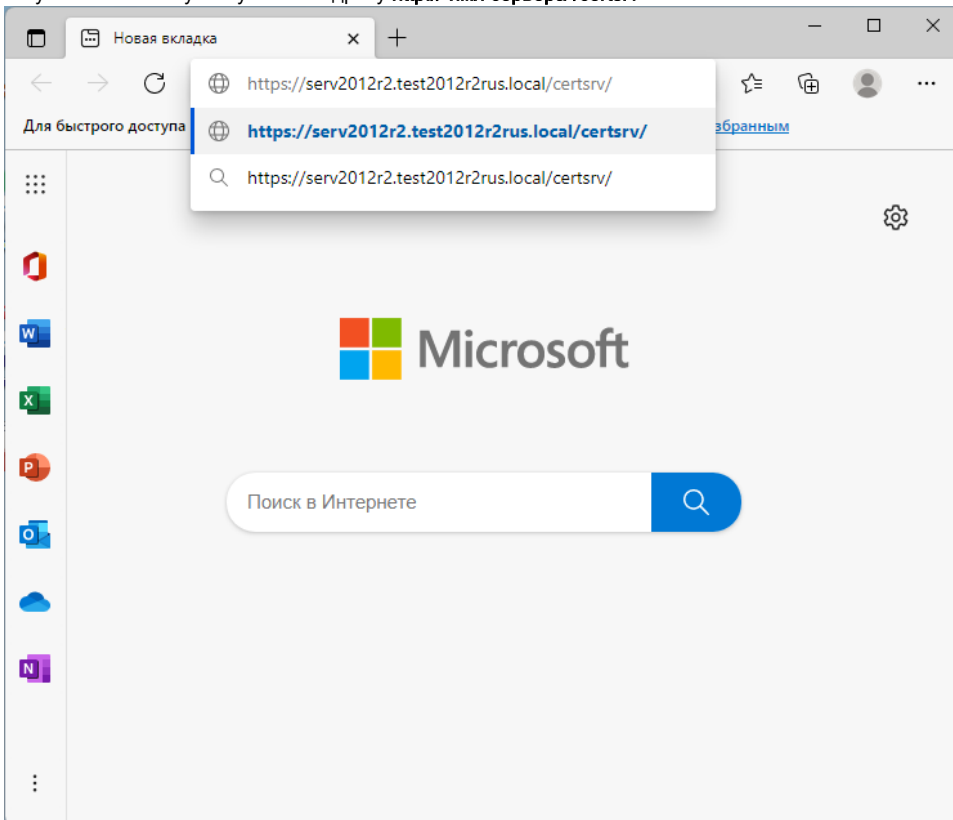 Новая вкладка
https://serv2012r2.test2012r2rus.local/certsrv/
Для быстрого доступа
https://serv2012r2.test2012r2rus.local/certsrv/
збранным
https://serv2012r2.test2012r2rus.local/certsrv/
Microsoft
Поиск в Интернете